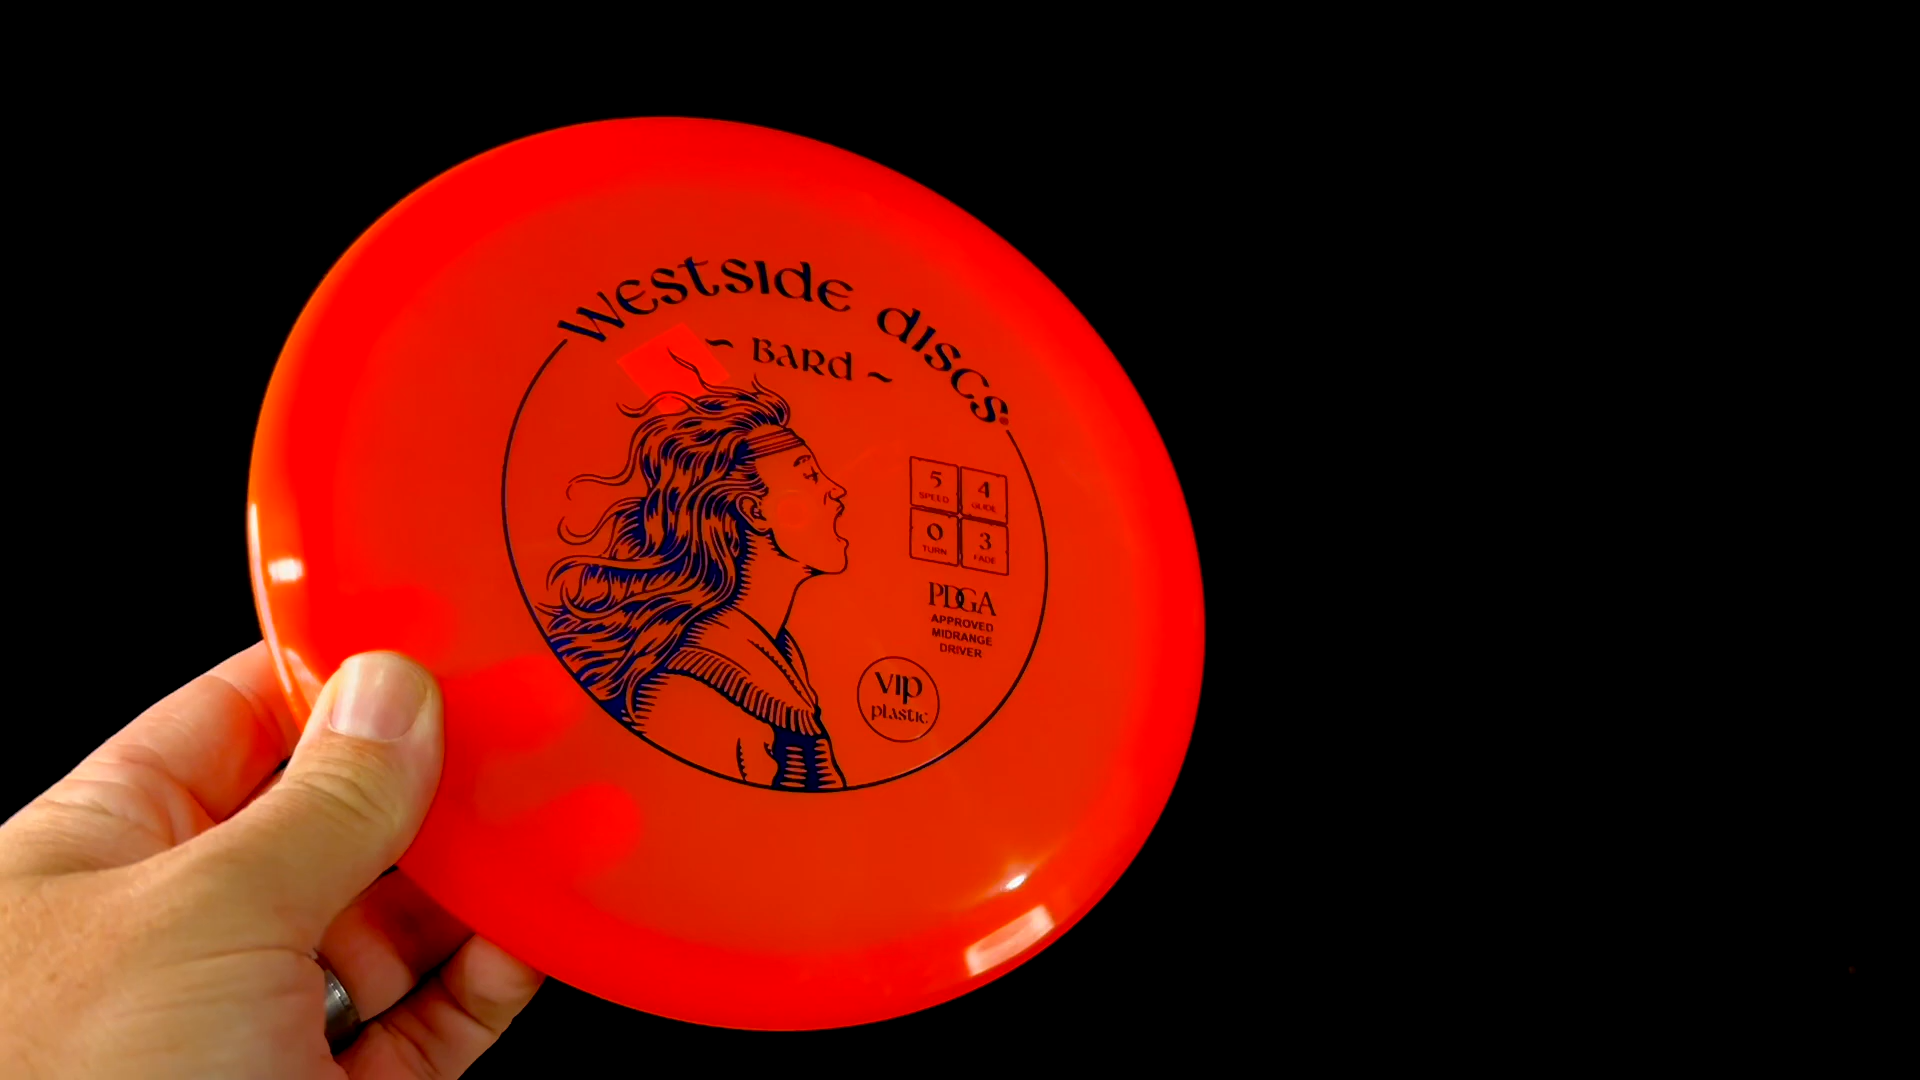 Westside discs
~ Bard ~
5 SPEED
4 GLIDE
0 TURN
3 FADE
PDGA
APPROVED
MIDRANGE
DRIVER
VIP
plastic